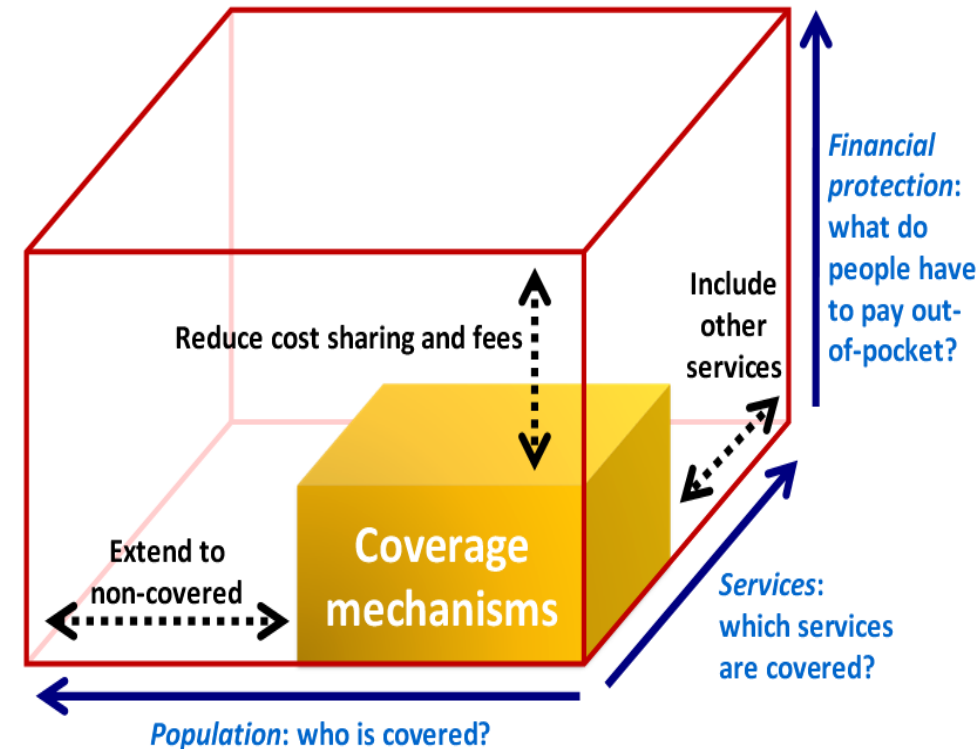 Financial
protection:
what do
people have
to pay out-
of-pocket?
Include
other
services
Reduce cost sharing and fees
Coverage
mechanisms
Extend to
non-covered
Services:
which services
are covered?
Population: who is covered?